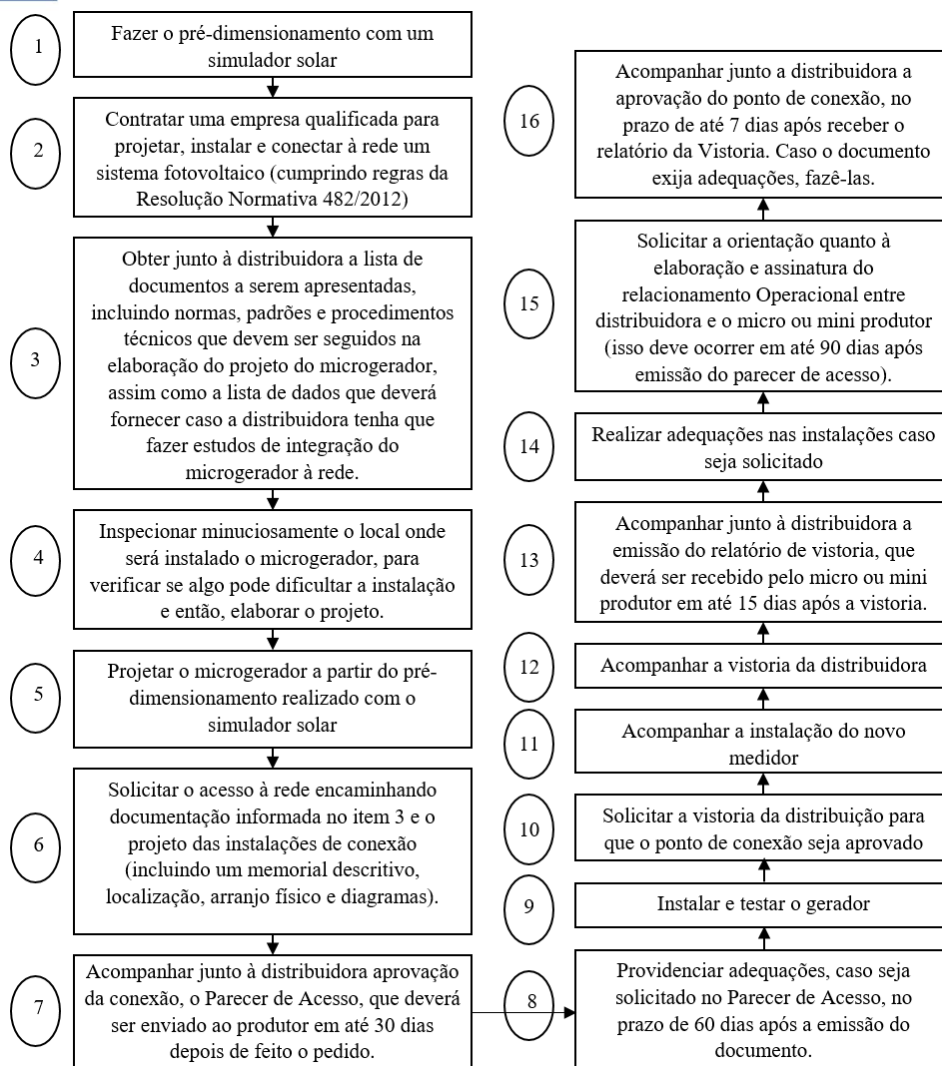 1
Fazer o pré-dimensionamento com um
simulador solar
2
Contratar uma empresa qualificada para
projetar, instalar e conectar à rede um
sistema fotovoltaico (cumprindo regras da
Resolução Normativa 482/2012)
3
Obter junto à distribuidora a lista de
documentos a serem apresentadas,
incluindo normas, padrões e procedimentos
técnicos que devem ser seguidos na
elaboração do projeto do microgerador,
assim como a lista de dados que deverá
fornecer caso a distribuidora tenha que
fazer estudos de integração do
microgerador à rede.
4
Inspecionar minuciosamente o local onde
será instalado o microgerador, para
verificar se algo pode dificultar a instalação
e então, elaborar o projeto.
5
Projetar o microgerador a partir do pré-
dimensionamento realizado com o
simulador solar
6
Solicitar o acesso à rede encaminhando
documentação informada no item 3 e o
projeto das instalações de conexão
(incluindo um memorial descritivo,
localização, arranjo físico e diagramas).
7
Acompanhar junto à distribuidora aprovação
da conexão, o Parecer de Acesso, que deverá
ser enviado ao produtor em até 30 dias
depois de feito o pedido.
8
Providenciar adequações, caso seja
solicitado no Parecer de Acesso, no
prazo de 60 dias após a emissão do
documento.
9
Instalar e testar o gerador
10
Solicitar a vistoria da distribuição para
que o ponto de conexão seja aprovado
11
Acompanhar a instalação do novo
medidor
12
Acompanhar a vistoria da distribuidora
13
Acompanhar junto à distribuidora a
emissão do relatório de vistoria, que
deverá ser recebido pelo micro ou mini
produtor em até 15 dias após a vistoria.
14
Realizar adequações nas instalações caso
seja solicitado
15
Solicitar a orientação quanto à
elaboração e assinatura do
relacionamento Operacional entre
distribuidora e o micro ou mini produtor
(isso deve ocorrer em até 90 dias após
emissão do parecer de acesso).
16
Acompanhar junto a distribuidora a
aprovação do ponto de conexão, no
prazo de até 7 dias após receber o
relatório da Vistoria. Caso o documento
exija adequações, fazê-las.